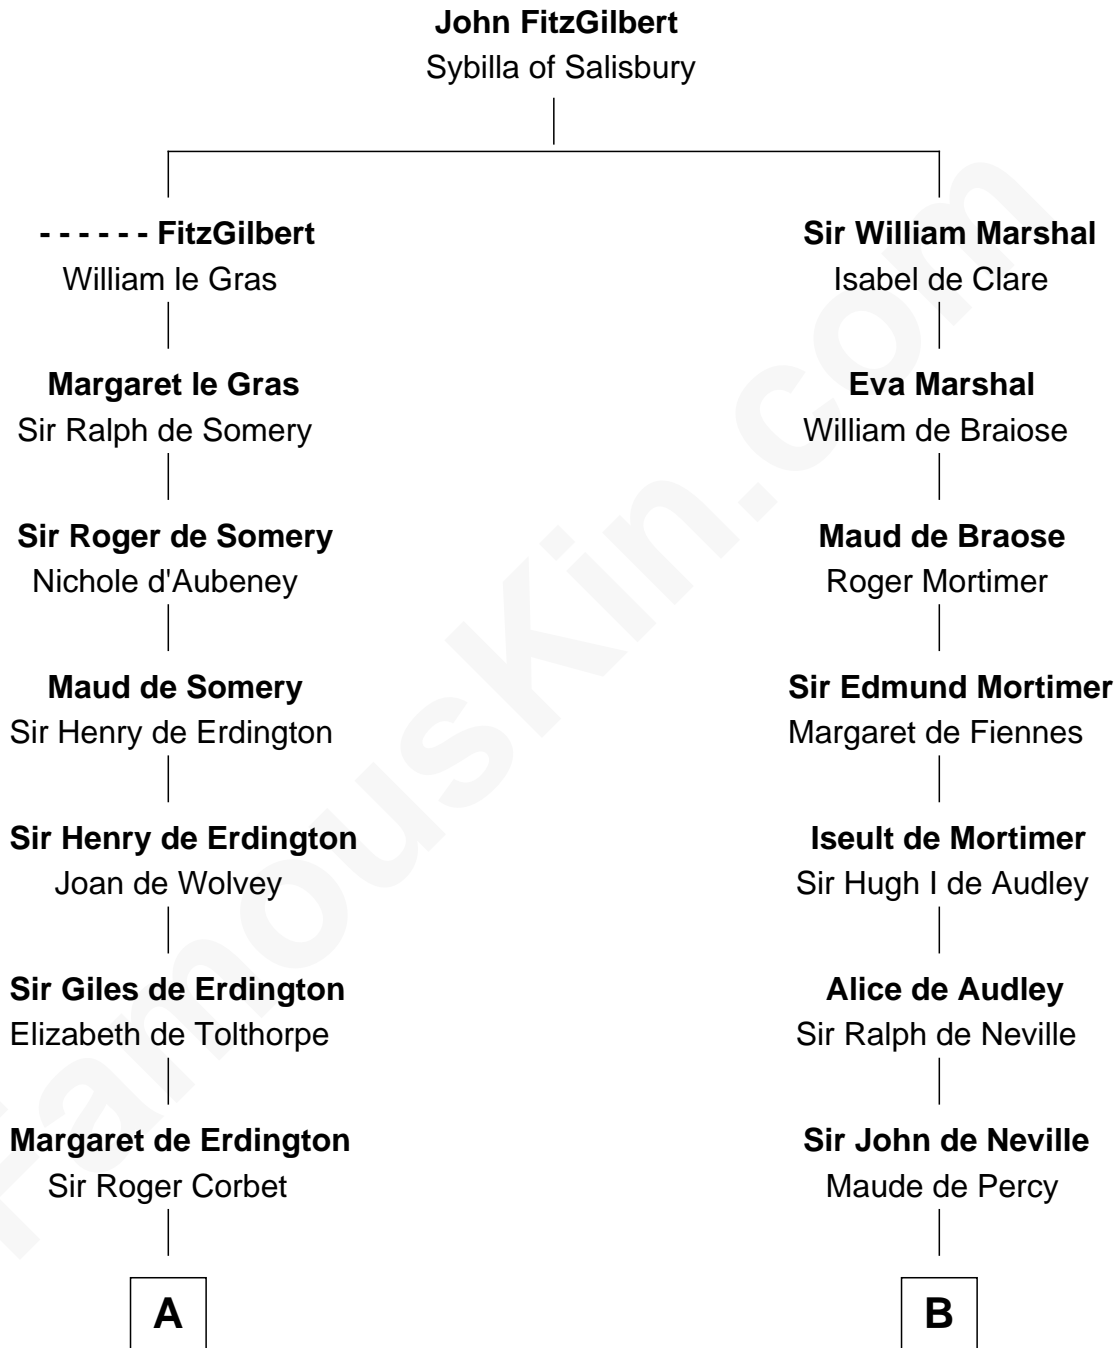 John FitzGilbert
Sybilla of Salisbury
- - - - - - FitzGilbert
William le Gras
Margaret le Gras
Sir Ralph de Somery
Sir Roger de Somery
Nichole d'Aubeney
Maud de Somery
Sir Henry de Erdington
Sir Henry de Erdington
Joan de Wolvey
Sir Giles de Erdington
Elizabeth de Tolthorpe
Margaret de Erdington
Sir Roger Corbet
A
Sir William Marshal
Isabel de Clare
Eva Marshal
William de Braiose
Maud de Braose
Roger Mortimer
Sir Edmund Mortimer
Margaret de Fiennes
Iseult de Mortimer
Sir Hugh I de Audley
Alice de Audley
Sir Ralph de Neville
Sir John de Neville
Maude de Percy
B
FamousKin.com